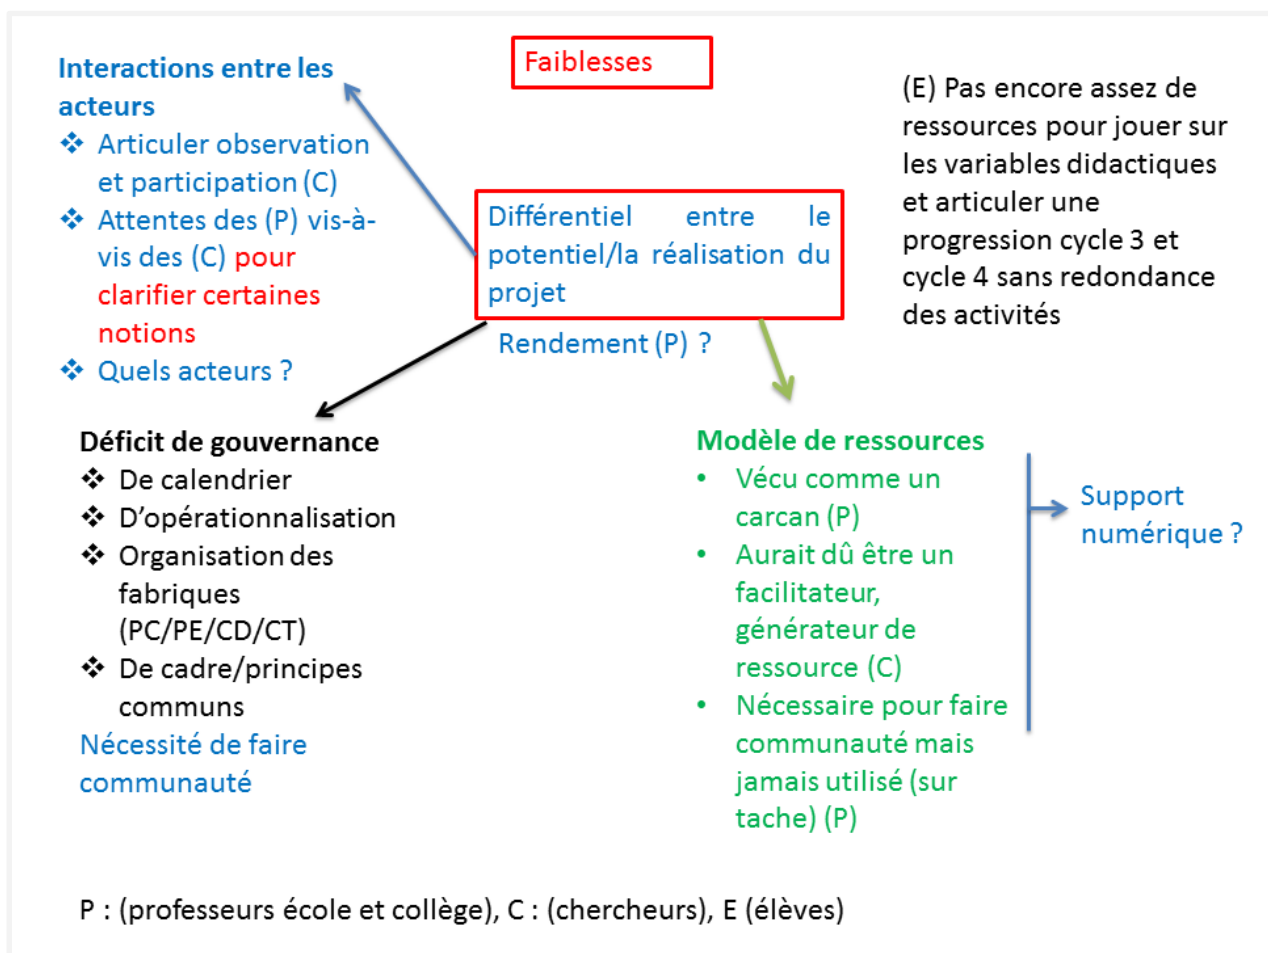 Faiblesses
Interactions entre les
acteurs
❖ Articuler observation
et participation (C)
❖ Attentes des (P) vis-à-
vis des (C) pour
clarifier certaines
notions
❖ Quels acteurs ?
Différentiel entre le
potentiel/la réalisation du
projet
Rendement (P) ?
(E) Pas encore assez de
ressources pour jouer sur
les variables didactiques
et articuler une
progression cycle 3 et
cycle 4 sans redondance
des activités
Déficit de gouvernance
❖ De calendrier
❖ D’opérationnalisation
❖ Organisation des
fabriques
(PC/PE/CD/CT)
❖ De cadre/principes
communs
Nécessité de faire
communauté
Modèle de ressources
• Vécu comme un
carcan (P)
• Aurait dû être un
facilitateur,
générateur de
ressource (C)
• Nécessaire pour faire
communauté mais
jamais utilisé (sur
tache) (P)
Support
numérique ?
P : (professeurs école et collège), C : (chercheurs), E (élèves)